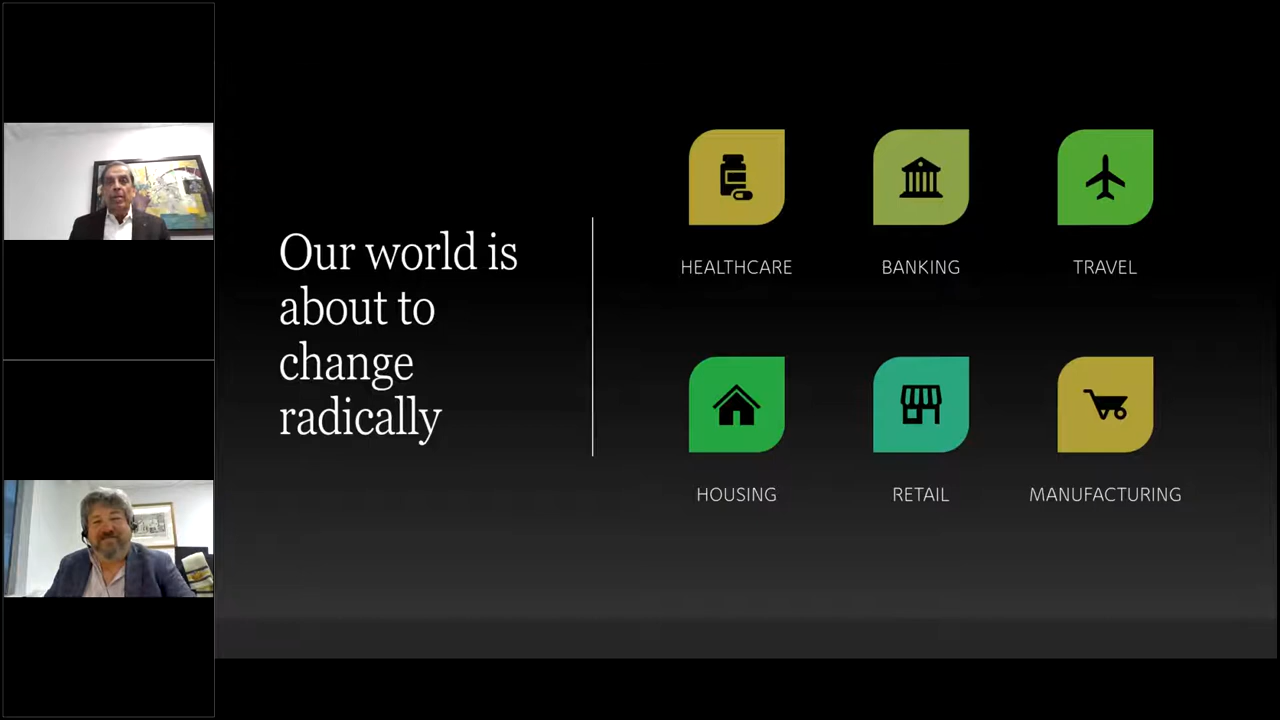 Our world is
about to
change
radically
HEALTHCARE
BANKING
TRAVEL
HOUSING
RETAIL
MANUFACTURING